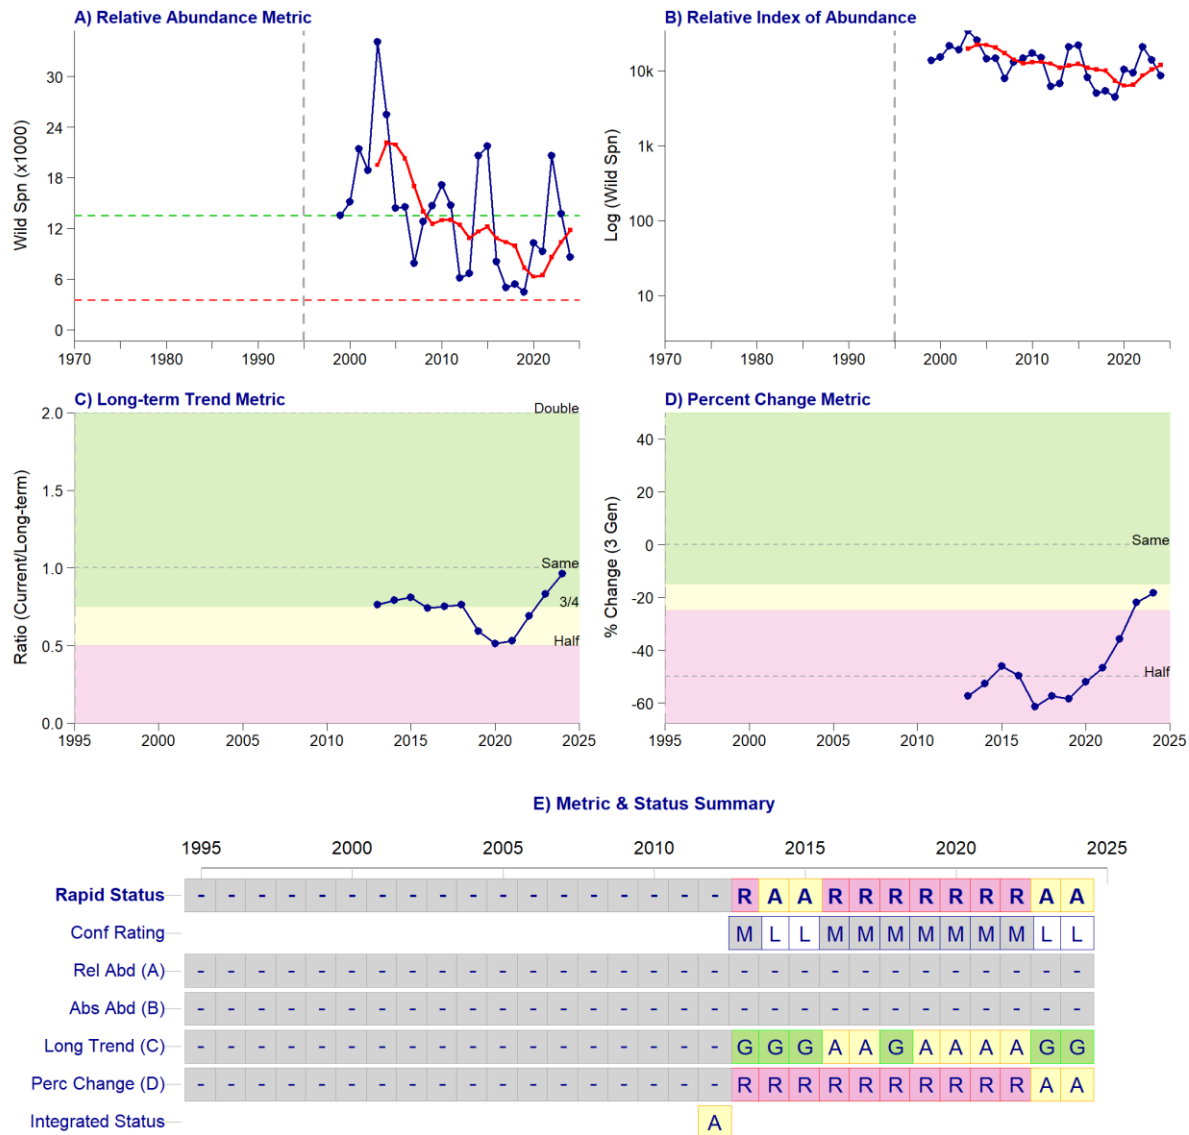 A) Relative Abundance Metric
Wild Spn (x1000)
30
24
18
12
6
0
1970
1980
1990
2000
2010
2020
B) Relative Index of Abundance
Log (Wild Spn)
10k
1k
100
10
1970
1980
1990
2000
2010
2020
C) Long-term Trend Metric
Ratio (Current/Long-term)
2.0
1.5
1.0
0.5
0.0
Double
Same
3/4
Half
1995
2000
2005
2010
2015
2020
2025
D) Percent Change Metric
% Change (3 Gen)
40
20
0
-20
-40
-60
Same
Half
1995
2000
2005
2010
2015
2020
2025
E) Metric & Status Summary
1995 2000 2005 2010 2015 2020 2025
Rapid Status - - - - - - - - - - - - - - - - - - R A A R R R R R R R A A
Conf Rating M L L M M M M M M M L L
Rel Abd (A) - - - - - - - - - - - - - - - - - - - - - - - - - - - - - -
Abs Abd (B) - - - - - - - - - - - - - - - - - - - - - - - - - - - - - -
Long Trend (C) - - - - - - - - - - - - - - - - - - G G G A A G A A A A G G
Perc Change (D) - - - - - - - - - - - - - - - - - - R R R R R R R R R R A A
Integrated Status A